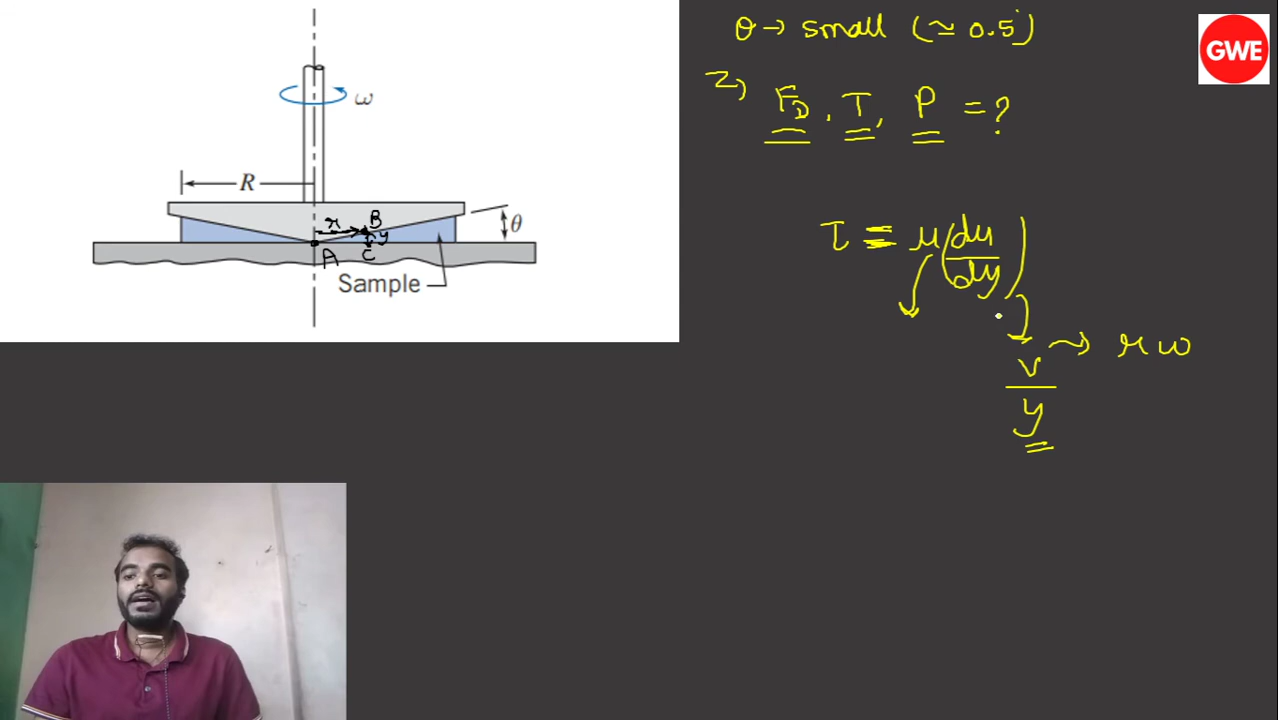 θ → small (≃ 0.5°)
GWE
2) F_D, T, P = ?
ω
R
r B
θ
y
A C
Sample
τ = μ (du/dy)
v/y → rω